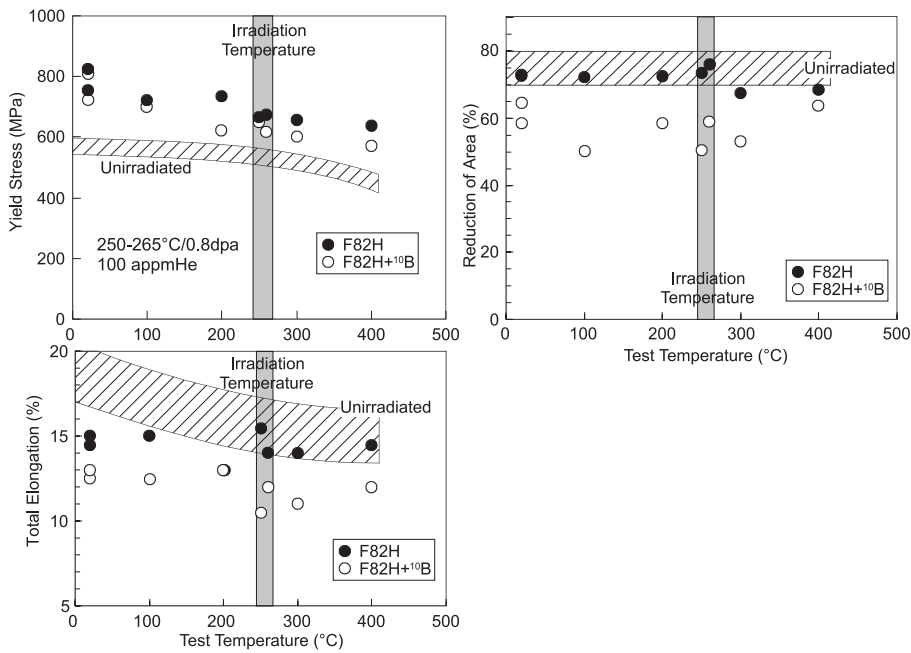 1000
800
600
400
200
0
Yield Stress (MPa)
Irradiation
Temperature
Unirradiated
250-265°C/0.8dpa
100 appmHe
F82H
F82H+¹⁰B
0 100 200 300 400 500
80
60
40
20
0
Reduction of Area (%)
Unirradiated
Irradiation
Temperature
F82H
F82H+¹⁰B
0 100 200 300 400 500
Test Temperature (°C)
20
15
10
5
Total Elongation (%)
Irradiation
Temperature
Unirradiated
F82H
F82H+¹⁰B
0 100 200 300 400 500
Test Temperature (°C)